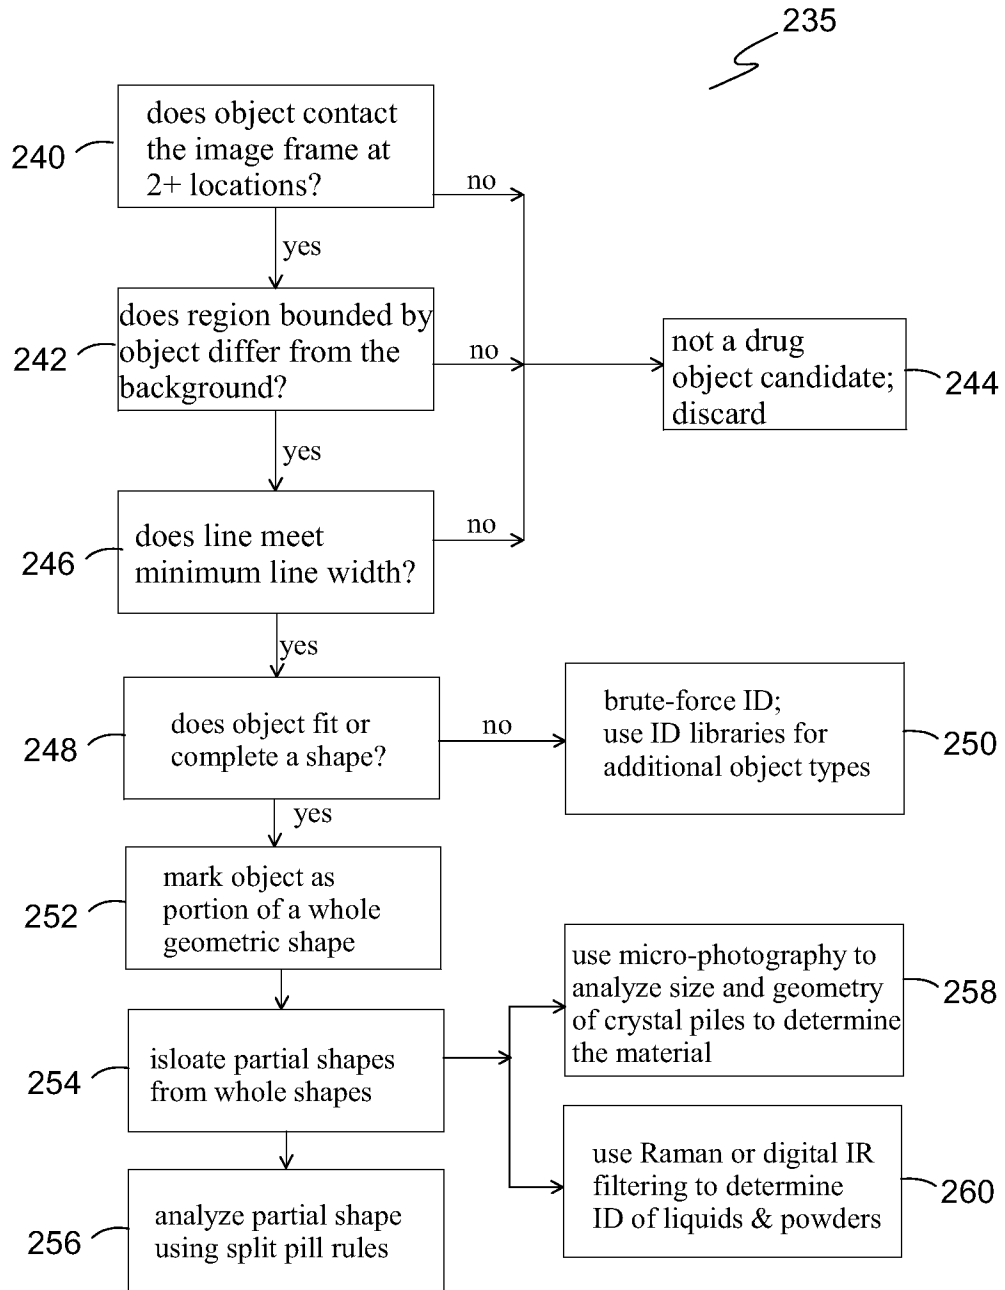 235
does object contact
the image frame at
2+ locations?
240
no
yes
does region bounded by
object differ from the
background?
242
no
not a drug
object candidate;
discard
244
yes
does line meet
minimum line width?
246
no
yes
does object fit or
complete a shape?
248
no
brute-force ID;
use ID libraries for
additional object types
250
yes
mark object as
portion of a whole
geometric shape
252
isloate partial shapes
from whole shapes
254
use micro-photography to
analyze size and geometry
of crystal piles to determine
the material
258
use Raman or digital IR
filtering to determine
ID of liquids & powders
260
analyze partial shape
using split pill rules
256